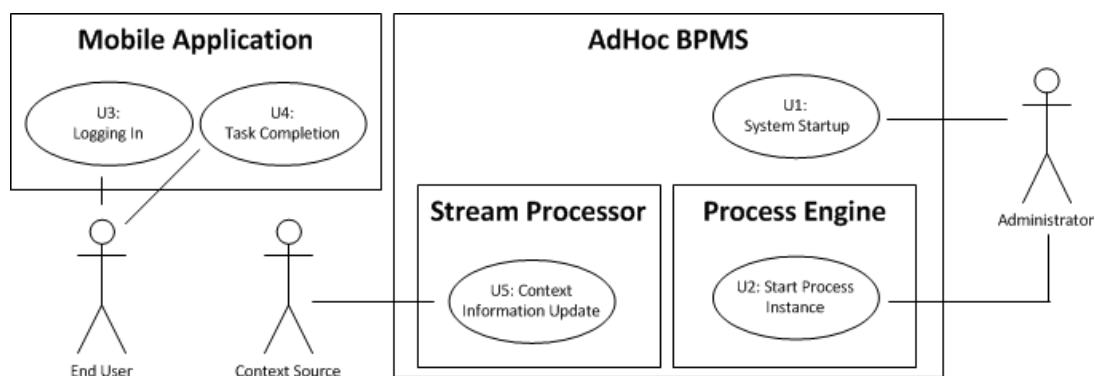 Mobile Application
U3:
Logging In
U4:
Task Completion
AdHoc BPMS
U1:
System Startup
Administrator
Stream Processor
U5: Context
Information Update
Process Engine
U2: Start Process
Instance
End User
Context Source